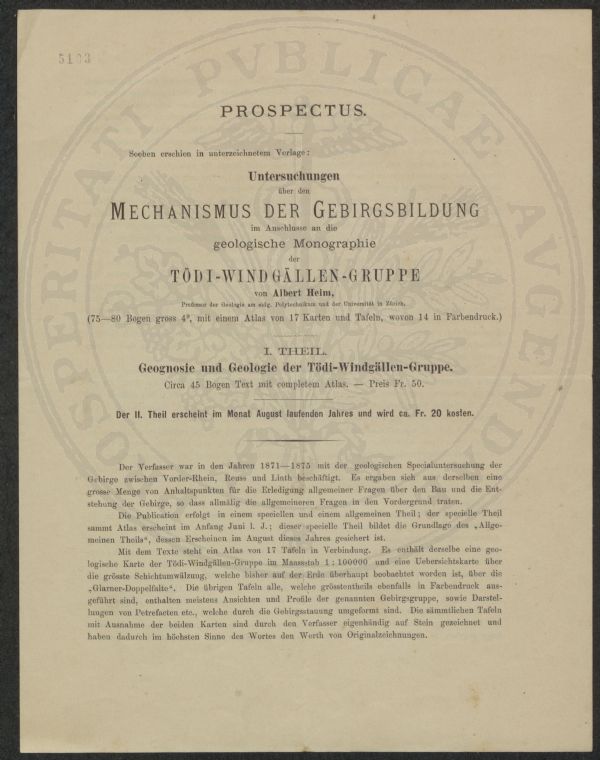 5103
PROSPERITATI PVBLICAE AVGENDAE
PROSPECTUS.
Soeben erschien in unterzeichnetem Verlage:
Untersuchungen
über den
MECHANISMUS DER GEBIRGSBILDUNG
im Anschlusse an die
geologische Monographie
der
TÖDI-WINDGÄLLEN-GRUPPE
von Albert Heim,
Professor der Geologie am eidg. Polytechnikum und der Universität in Zürich.
(75—80 Bogen gross 4°, mit einem Atlas von 17 Karten und Tafeln, wovon 14 in Farbendruck.)
I. THEIL.
Geognosie und Geologie der Tödi-Windgällen-Gruppe.
Circa 45 Bogen Text mit completem Atlas. — Preis Fr. 50.
Der II. Theil erscheint im Monat August laufenden Jahres und wird ca. Fr. 20 kosten.
Der Verfasser war in den Jahren 1871—1875 mit der geologischen Specialuntersuchung der
Gebirge zwischen Vorder-Rhein, Reuss und Linth beschäftigt. Es ergaben sich aus derselben eine
grosse Menge von Anhaltspunkten für die Erledigung allgemeiner Fragen über den Bau und die Ent-
stehung der Gebirge, so dass allmälig die allgemeineren Fragen in den Vordergrund traten.
Die Publication erfolgt in einem speciellen und einem allgemeinen Theil; der specielle Theil
sammt Atlas erscheint im Anfang Juni l. J.; dieser specielle Theil bildet die Grundlage des „Allge-
meinen Theils", dessen Erscheinen im August dieses Jahres gesichert ist.
Mit dem Texte steht ein Atlas von 17 Tafeln in Verbindung. Es enthält derselbe eine geo-
logische Karte der Tödi-Windgällen-Gruppe im Maassstab 1 : 100000 und eine Uebersichtskarte über
die grösste Schichtumwälzung, welche bisher auf der Erde überhaupt beobachtet worden ist, über die
„Glarner-Doppelfalte". Die übrigen Tafeln alle, welche grösstentheils ebenfalls in Farbendruck aus-
geführt sind, enthalten meistens Ansichten und Profile der genannten Gebirgsgruppe, sowie Darstel-
lungen von Petrefacten etc., welche durch die Gebirgsstauung umgeformt sind. Die sämmtlichen Tafeln
mit Ausnahme der beiden Karten sind durch den Verfasser eigenhändig auf Stein gezeichnet und
haben dadurch im höchsten Sinne des Wortes den Werth von Originalzeichnungen.